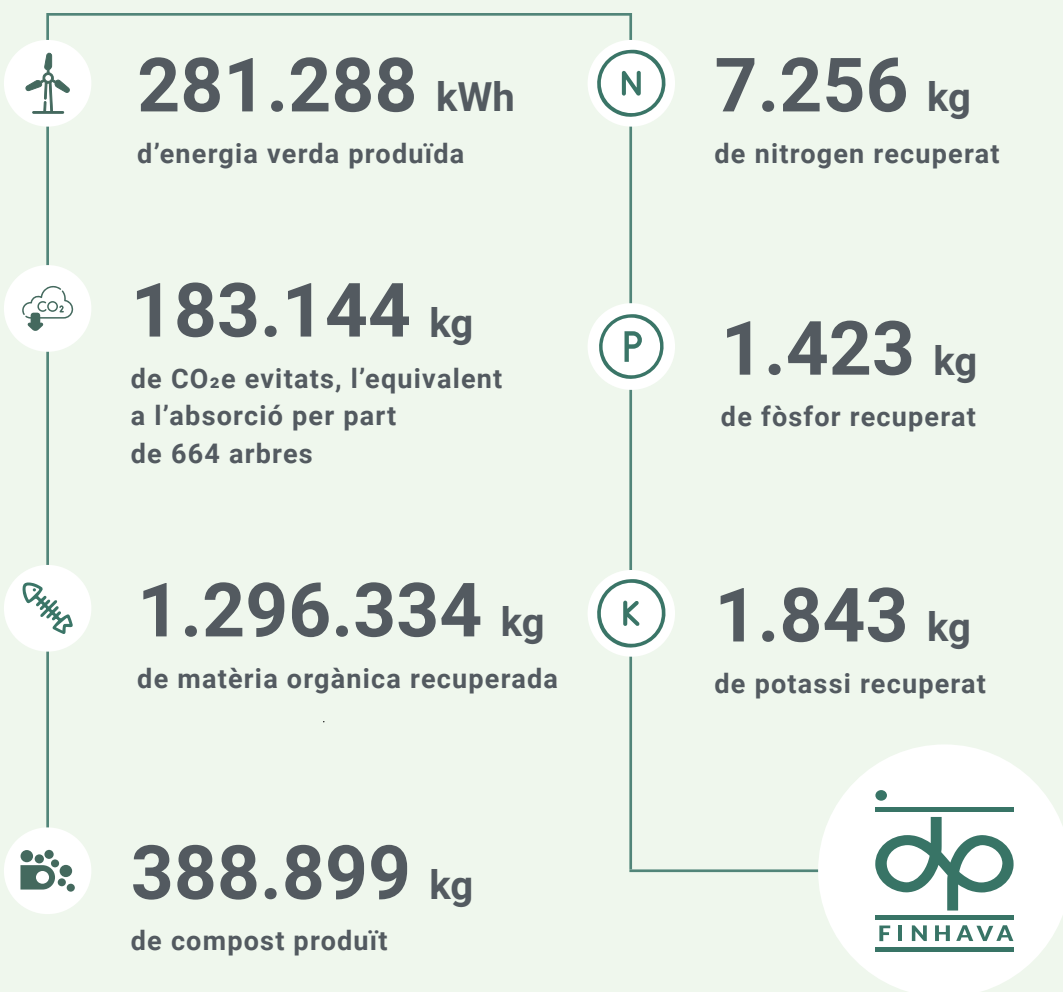 281.288 kWh
d’energia verda produïda
CO₂
183.144 kg
de CO₂e evitats, l’equivalent
a l’absorció per part
de 664 arbres
1.296.334 kg
de matèria orgànica recuperada
388.899 kg
de compost produït
N
7.256 kg
de nitrogen recuperat
P
1.423 kg
de fòsfor recuperat
K
1.843 kg
de potassi recuperat
idp
FINHAVA